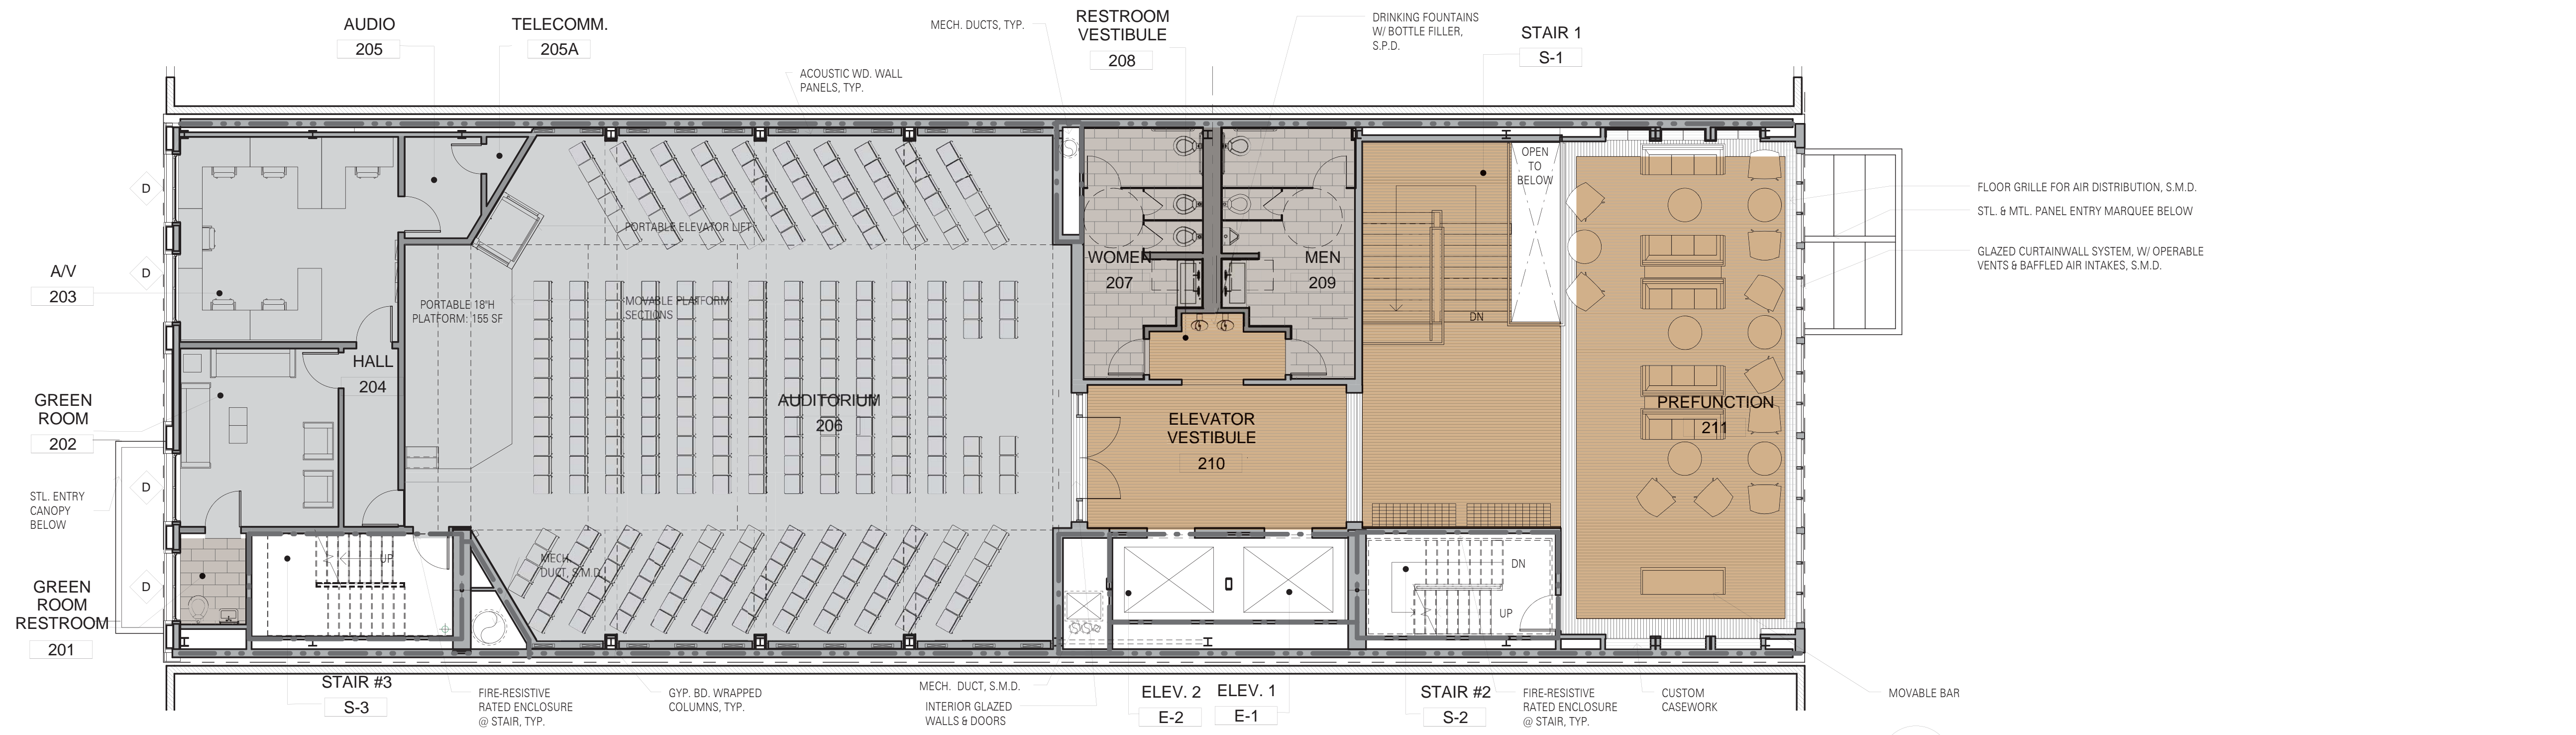 AUDIO
205
TELECOMM.
205A
MECH. DUCTS, TYP.
RESTROOM
VESTIBULE
208
DRINKING FOUNTAINS
W/ BOTTLE FILLER,
S.P.D.
STAIR 1
S-1
ACOUSTIC WD. WALL
PANELS, TYP.
OPEN
TO
BELOW
D
FLOOR GRILLE FOR AIR DISTRIBUTION, S.M.D.
STL. & MTL. PANEL ENTRY MARQUEE BELOW
PORTABLE ELEVATOR LIFT
GLAZED CURTAINWALL SYSTEM, W/ OPERABLE
VENTS & BAFFLED AIR INTAKES, S.M.D.
A/V
203
D
WOMEN
207
MEN
209
PORTABLE 18"H
PLATFORM: 155 SF
MOVABLE PLATFORM
SECTIONS
DN
HALL
204
GREEN
ROOM
202
AUDITORIUM
206
ELEVATOR
VESTIBULE
210
PREFUNCTION
211
D
STL. ENTRY
CANOPY
BELOW
UP
MECH.
DUCT, S.M.D.
DN
UP
D
GREEN
ROOM
RESTROOM
201
STAIR #3
S-3
FIRE-RESISTIVE
RATED ENCLOSURE
@ STAIR, TYP.
GYP. BD. WRAPPED
COLUMNS, TYP.
MECH. DUCT, S.M.D.
INTERIOR GLAZED
WALLS & DOORS
ELEV. 2
E-2
ELEV. 1
E-1
STAIR #2
S-2
FIRE-RESISTIVE
RATED ENCLOSURE
@ STAIR, TYP.
CUSTOM
CASEWORK
MOVABLE BAR